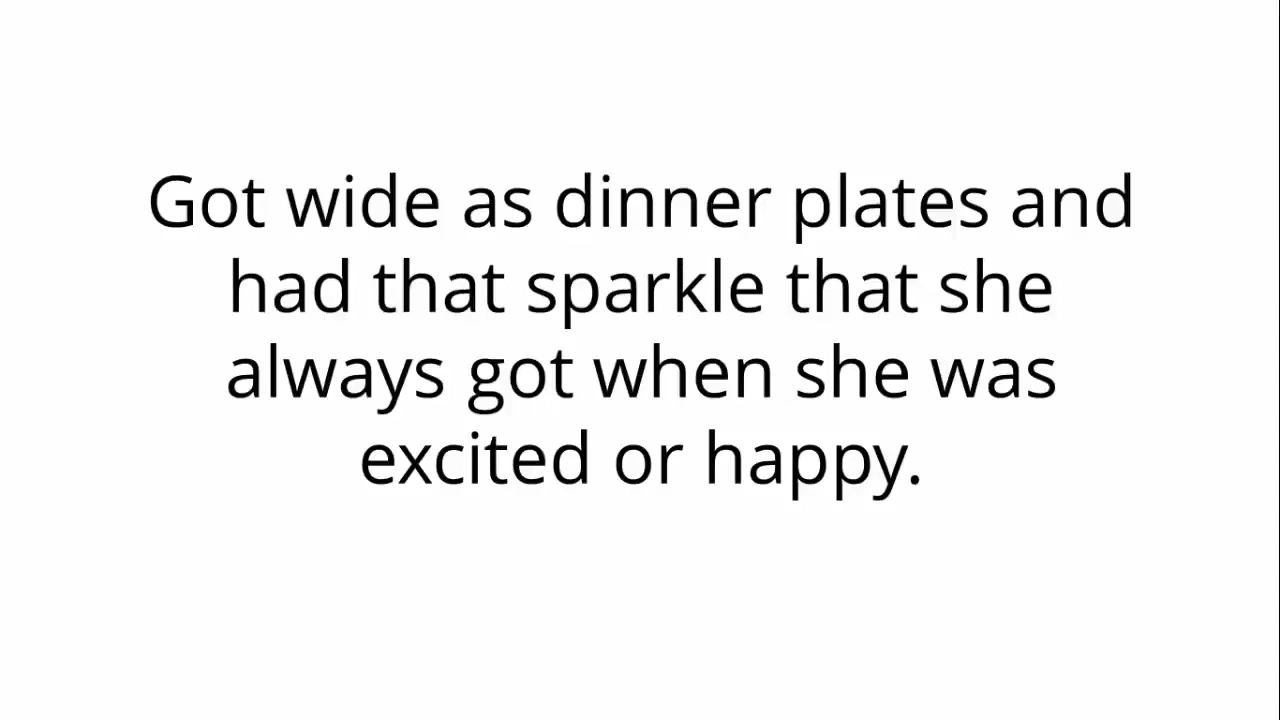 Got wide as dinner plates and
had that sparkle that she
always got when she was
excited or happy.